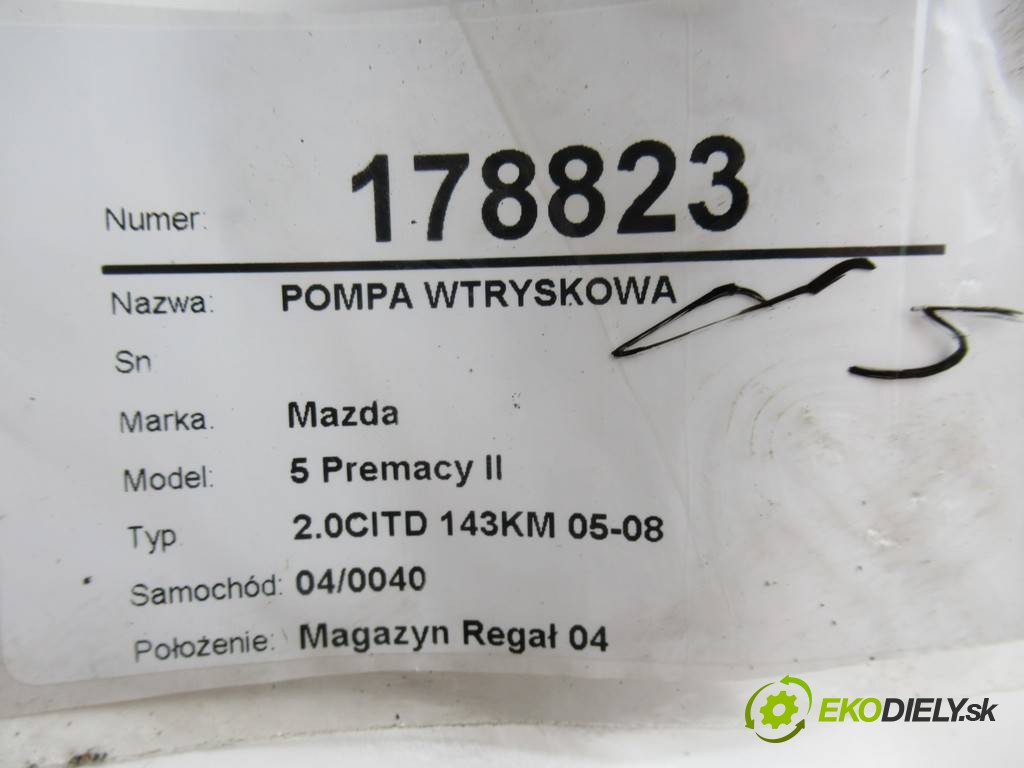 Numer: 178823
Nazwa: POMPA WTRYSKOWA
Sn
Marka. Mazda
Model: 5 Premacy II
Typ 2.0CITD 143KM 05-08
Samochód: 04/0040
Położenie: Magazyn Regał 04
EKODIELY.sk